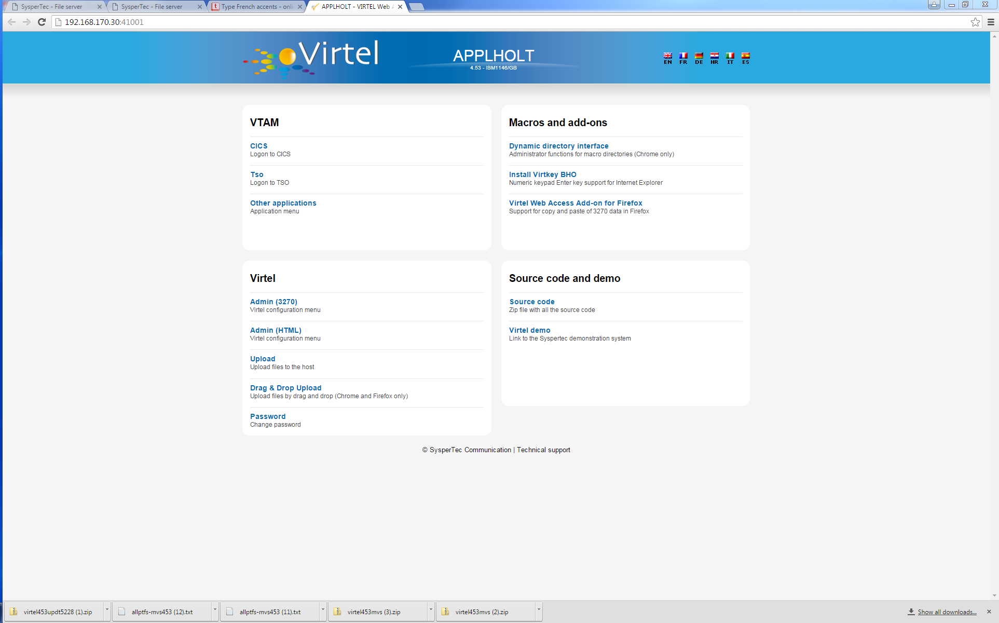 SysperTec - File server
SysperTec - File server
Type French accents - onli
APPLHOLT - VIRTEL Web A
192.168.170.30:41001
Virtel
APPLHOLT
4.53 - IBM1146/GB
EN FR DE HR IT ES
VTAM
CICS
Logon to CICS
Tso
Logon to TSO
Other applications
Application menu
Macros and add-ons
Dynamic directory interface
Administrator functions for macro directories (Chrome only)
Install Virtkey BHO
Numeric keypad Enter key support for Internet Explorer
Virtel Web Access Add-on for Firefox
Support for copy and paste of 3270 data in Firefox
Virtel
Admin (3270)
Virtel configuration menu
Admin (HTML)
Virtel configuration menu
Upload
Upload files to the host
Drag & Drop Upload
Upload files by drag and drop (Chrome and Firefox only)
Password
Change password
Source code and demo
Source code
Zip file with all the source code
Virtel demo
Link to the Syspertec demonstration system
© SysperTec Communication | Technical support
virtel453updt5228 (1).zip
allptfs-mvs453 (12).txt
allptfs-mvs453 (11).txt
virtel453mvs (3).zip
virtel453mvs (2).zip
Show all downloads...